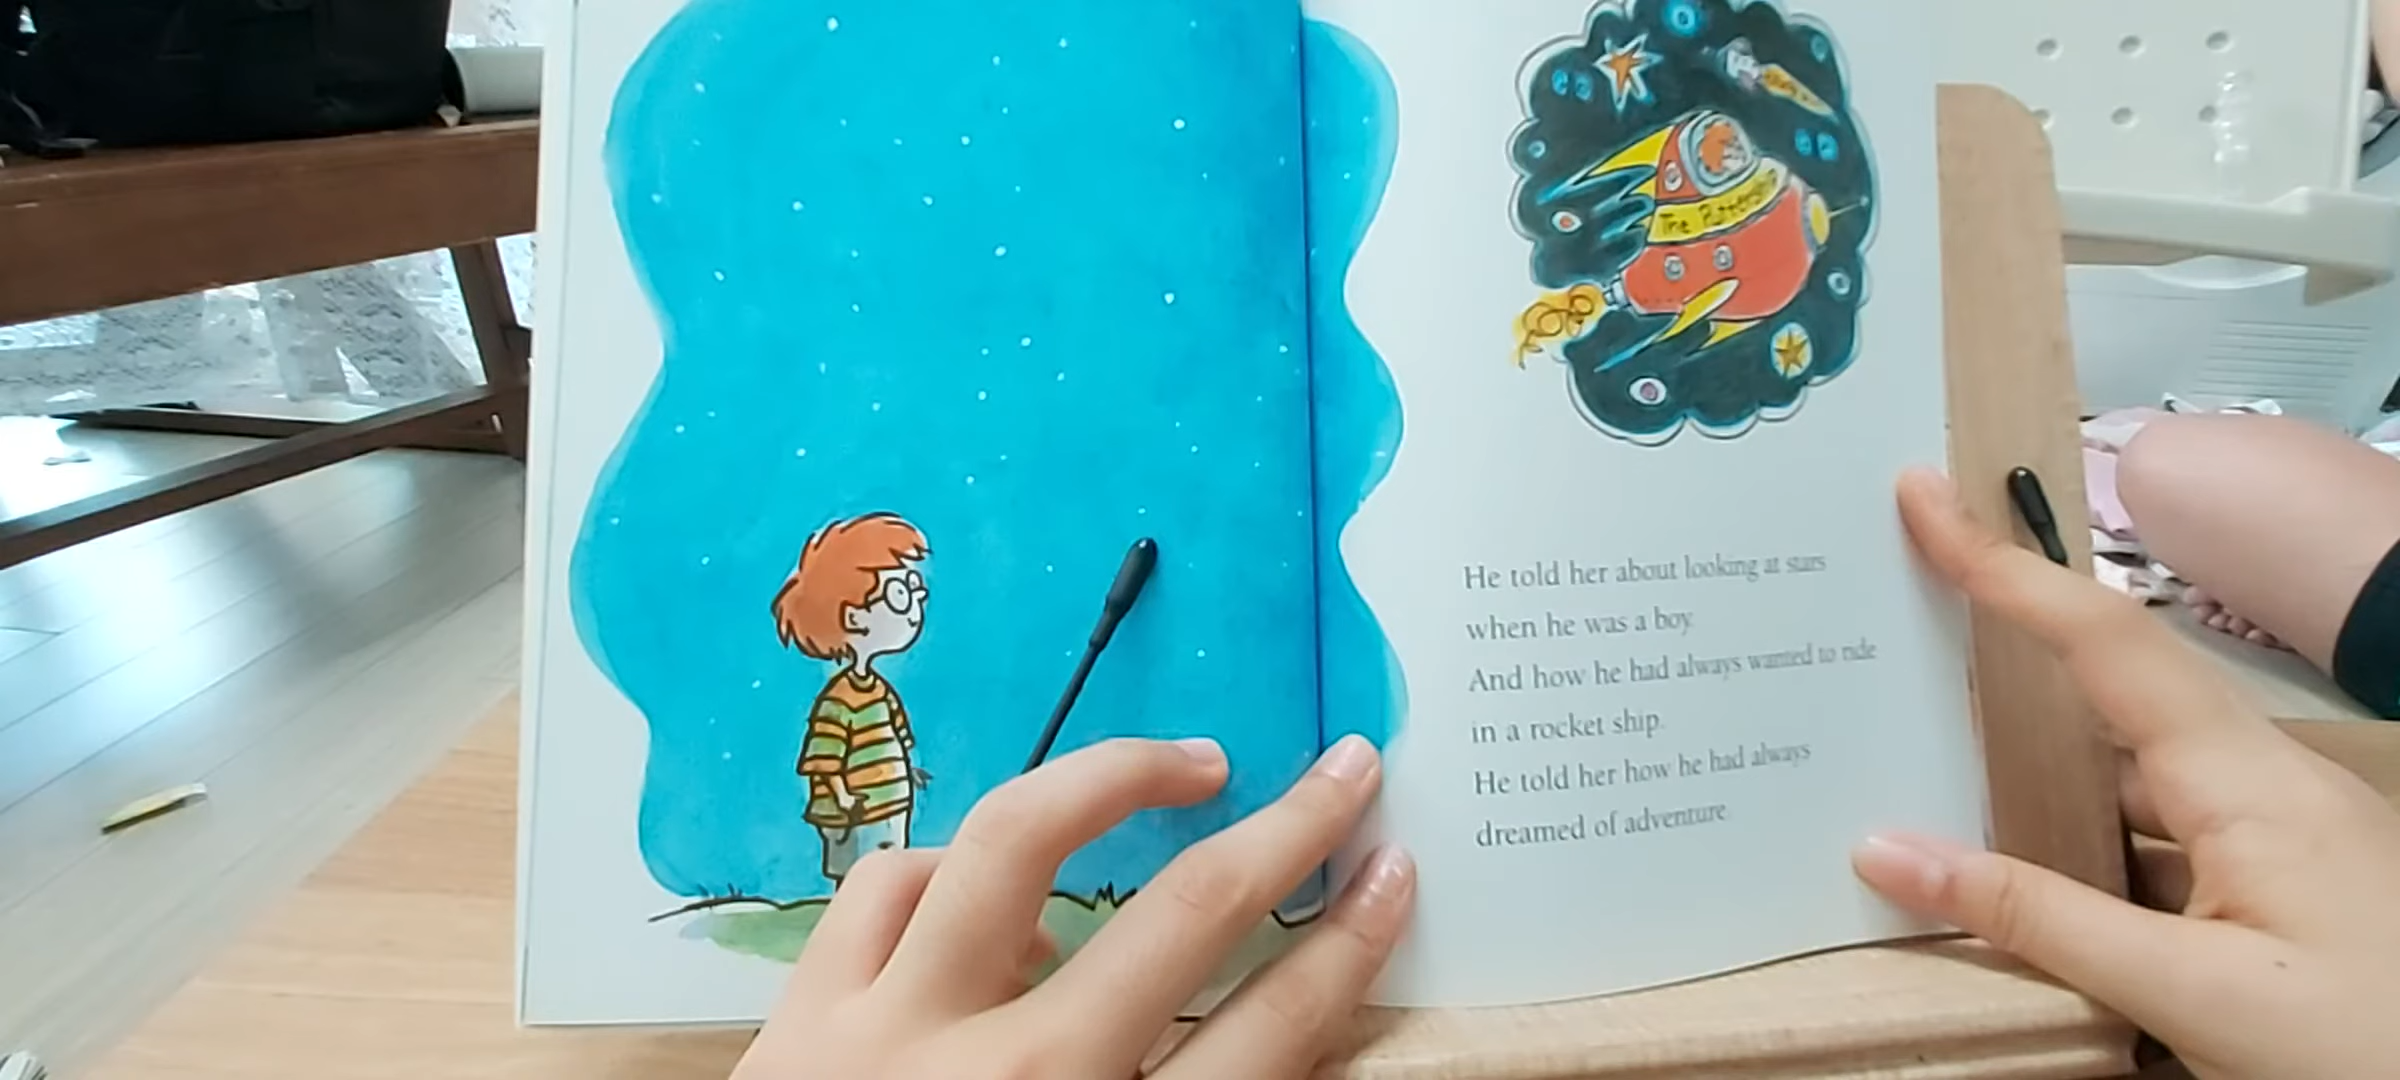 The
He told her about looking at stars
when he was a boy.
And how he had always wanted to ride
in a rocket ship.
He told her how he had always
dreamed of adventure.